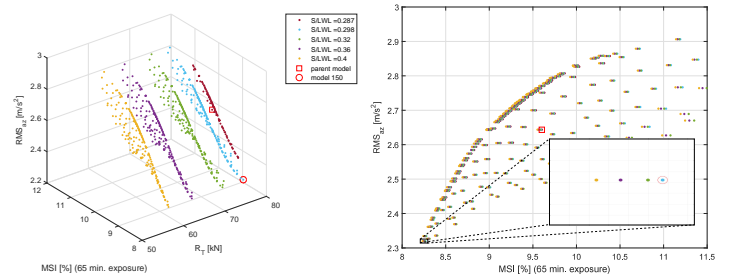 S/LWL =0.287
S/LWL =0.298
S/LWL =0.32
S/LWL =0.36
S/LWL =0.4
parent model
model 150
3
2.8
2.6
2.4
2.2
RMS_az [m/s²]
12
11
10
9
8
50
60
70
80
R_T [kN]
MSI [%] (65 min. exposure)
3
2.9
2.8
2.7
2.6
2.5
2.4
2.3
RMS_az [m/s²]
8
8.5
9
9.5
10
10.5
11
11.5
MSI [%] (65 min. exposure)